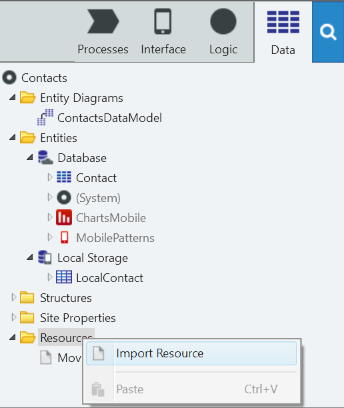 Processes Interface Logic Data
Contacts
Entity Diagrams
ContactsDataModel
Entities
Database
Contact
(System)
ChartsMobile
MobilePatterns
Local Storage
LocalContact
Structures
Site Properties
Resources
Import Resource
Mov
Paste Ctrl+V